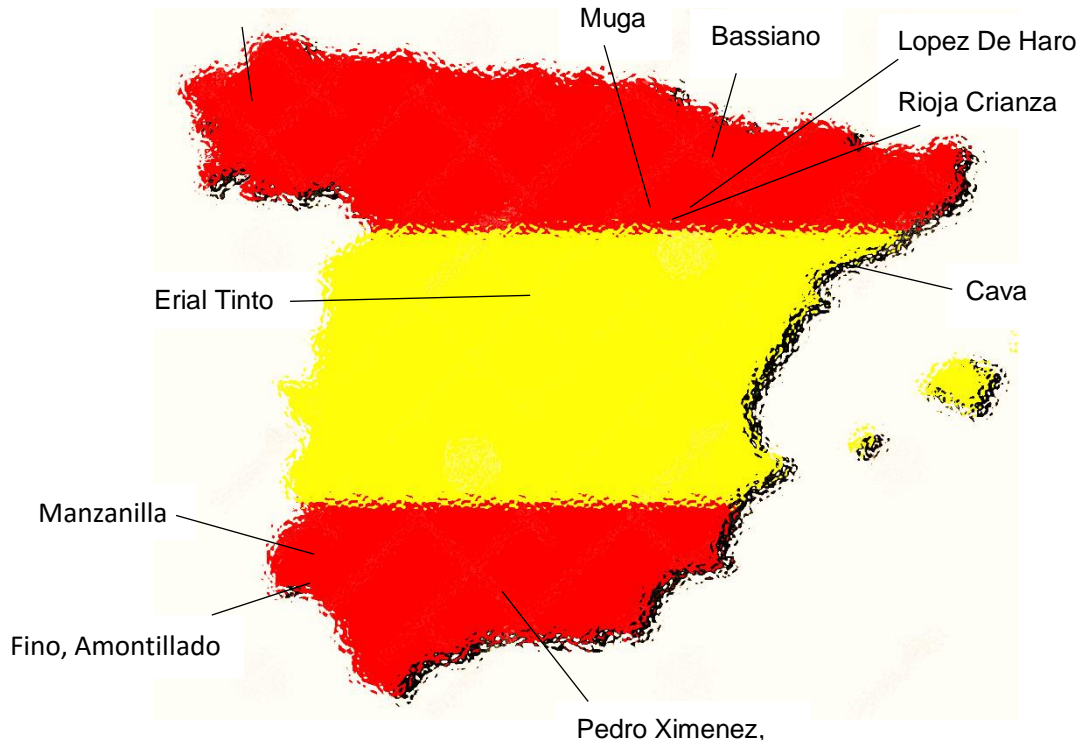 Muga
Bassiano
Lopez De Haro
Rioja Crianza
Cava
Erial Tinto
Manzanilla
Fino, Amontillado
Pedro Ximenez,